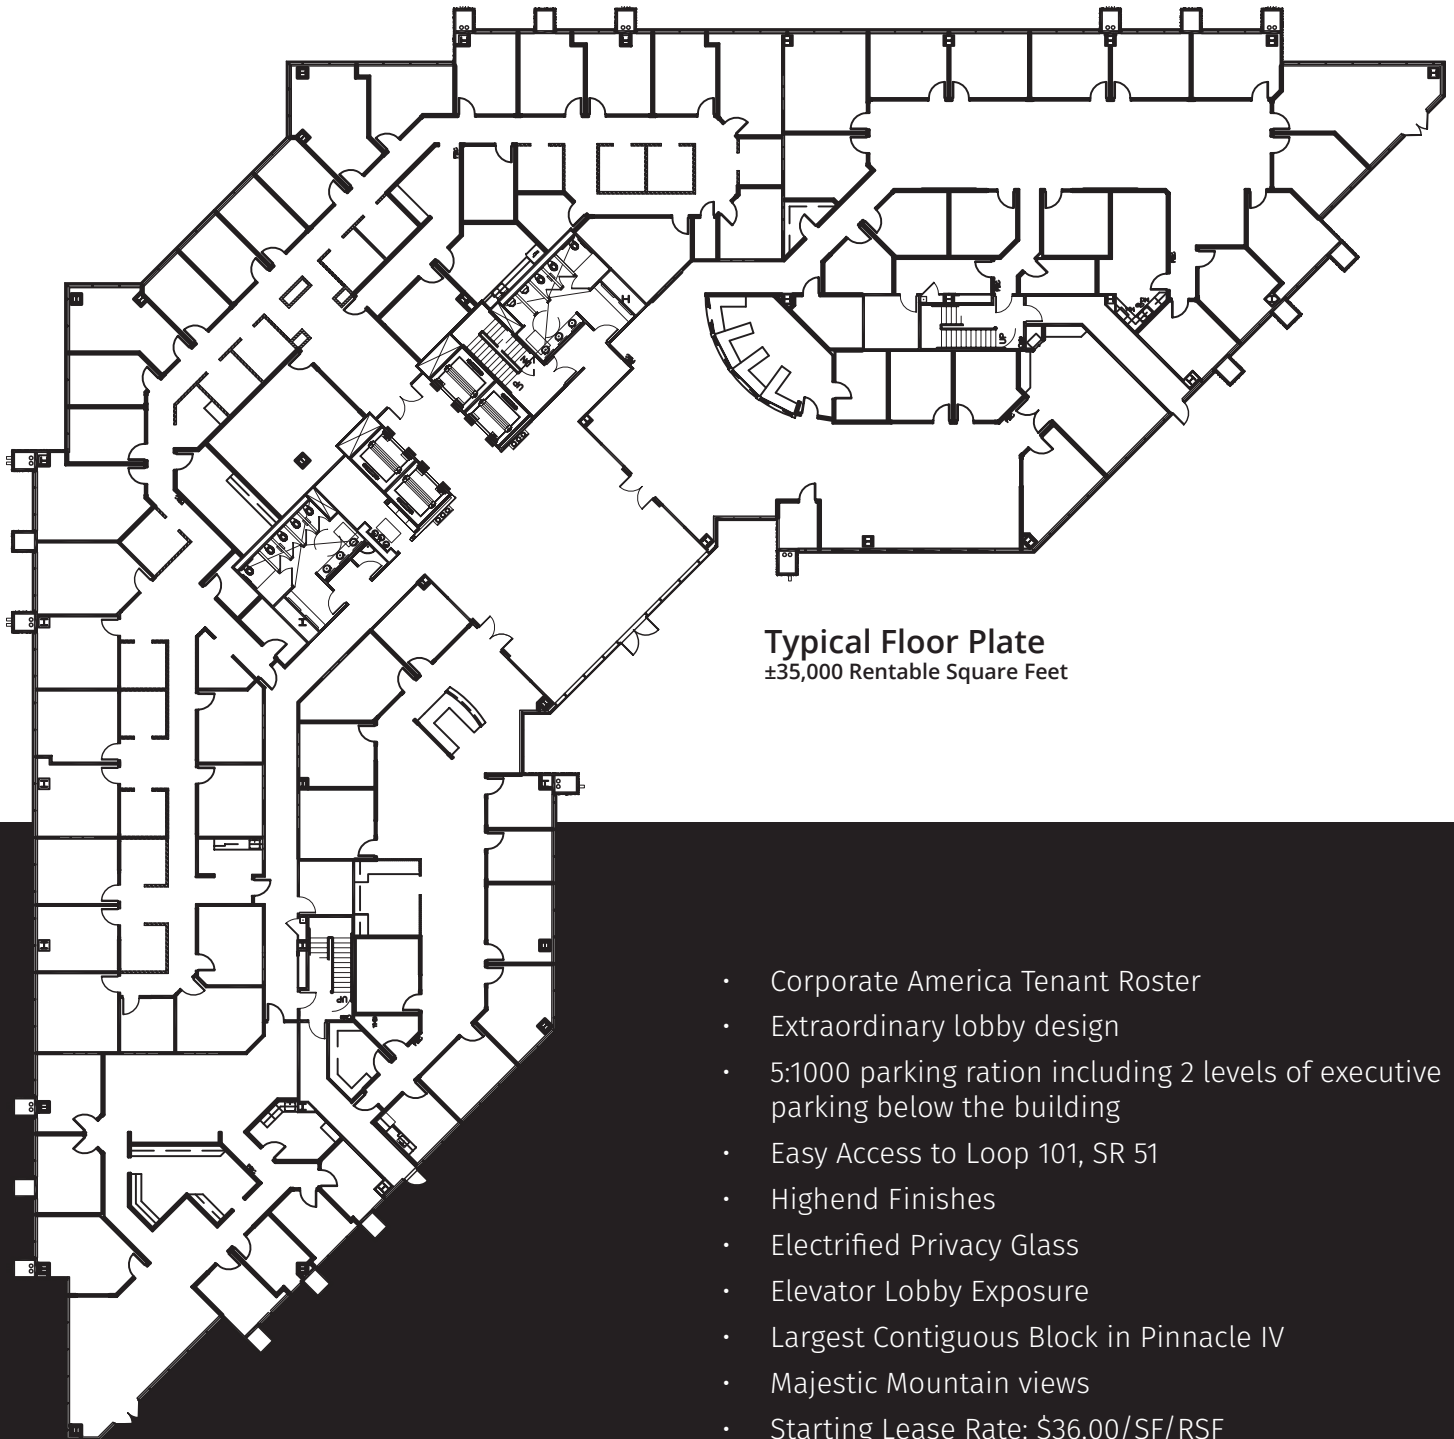 Typical Floor Plate
±35,000 Rentable Square Feet
UP
UP
UP
• Corporate America Tenant Roster
• Extraordinary lobby design
• 5:1000 parking ration including 2 levels of executive
parking below the building
• Easy Access to Loop 101, SR 51
• Highend Finishes
• Electrified Privacy Glass
• Elevator Lobby Exposure
• Largest Contiguous Block in Pinnacle IV
• Majestic Mountain views
• Starting Lease Rate: $36.00/SF/RSF